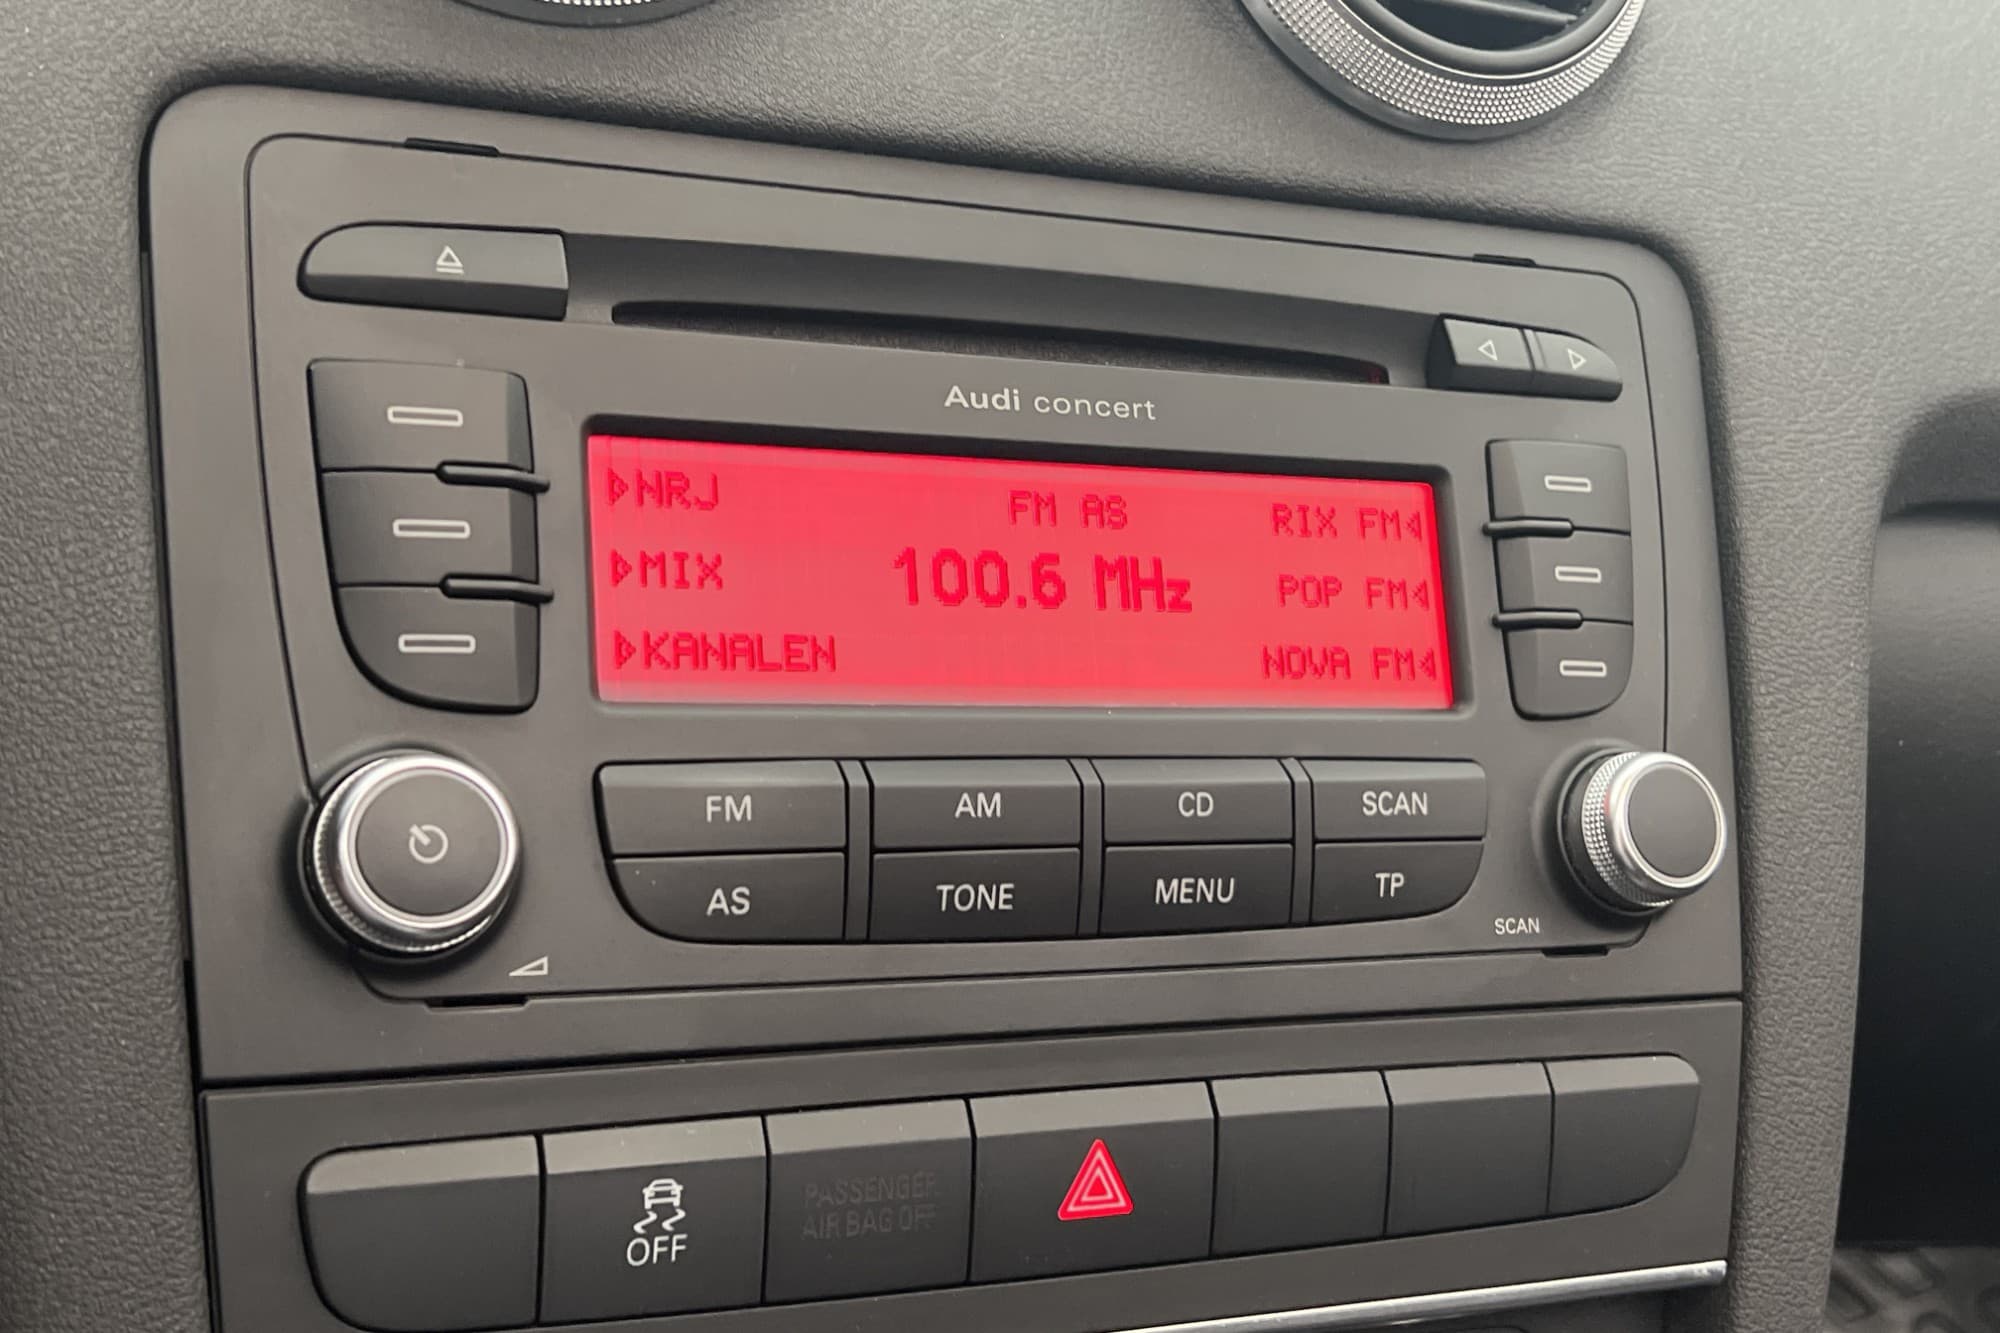 Audi concert
NRJ
FM AS
RIX FM
MIX
100.6 MHz
POP FM
KANALEN
NOVA FM
FM
AM
CD
SCAN
AS
TONE
MENU
TP
SCAN
OFF
PASSENGER
AIR BAG OFF